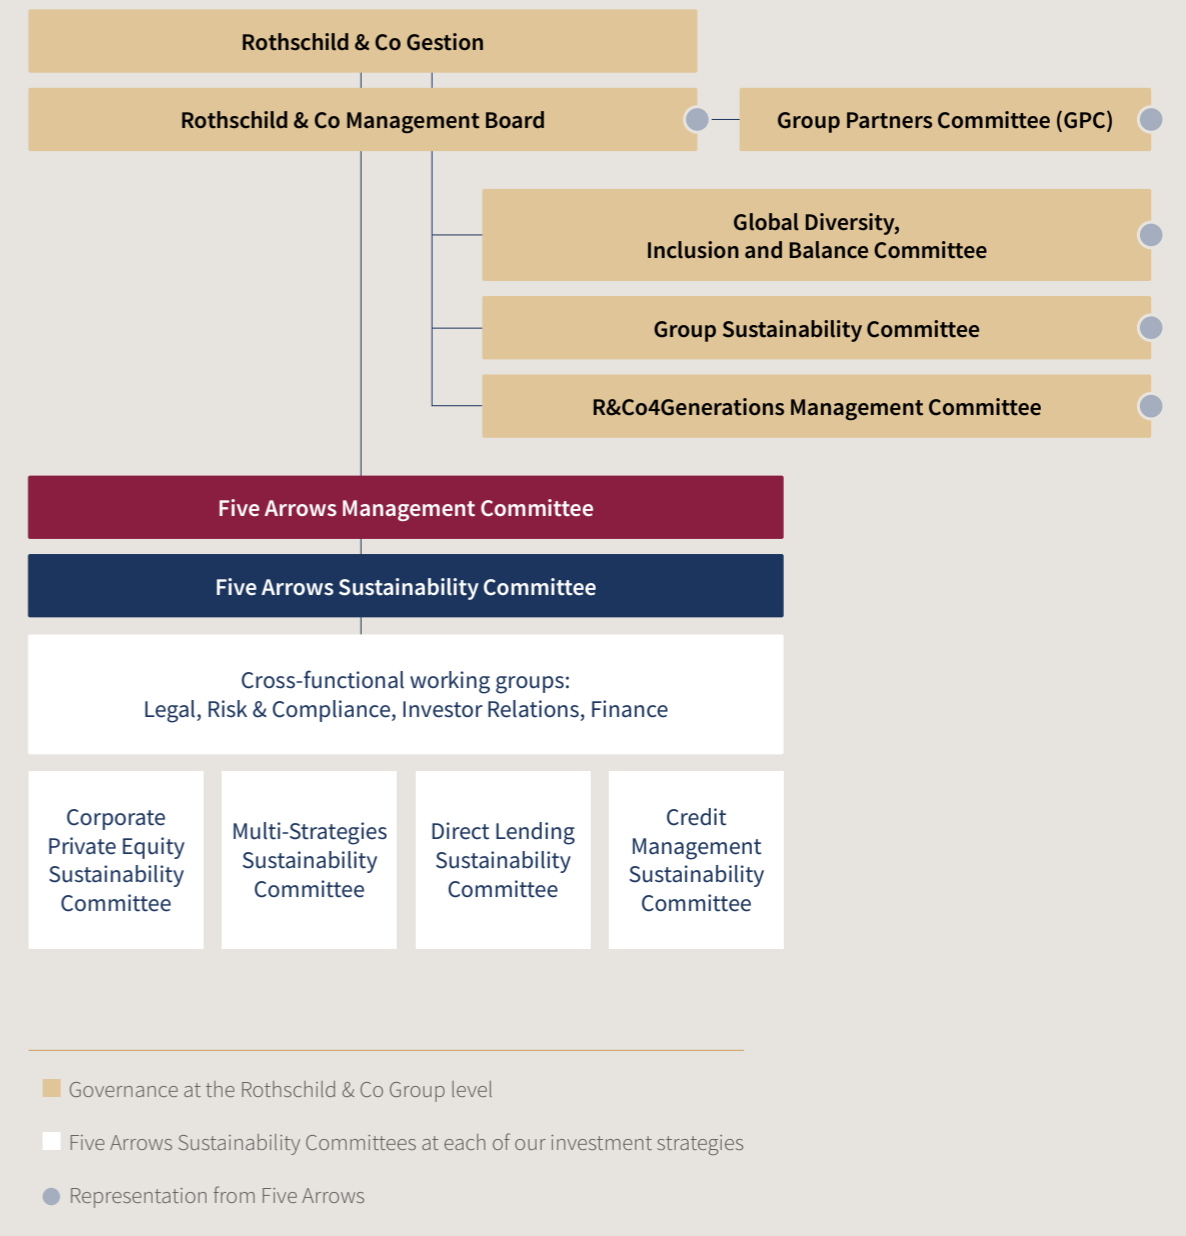 Rothschild & Co Gestion
Rothschild & Co Management Board
Group Partners Committee (GPC)
Global Diversity,
Inclusion and Balance Committee
Group Sustainability Committee
R&Co4Generations Management Committee
Five Arrows Management Committee
Five Arrows Sustainability Committee
Cross-functional working groups:
Legal, Risk & Compliance, Investor Relations, Finance
Corporate
Private Equity
Sustainability
Committee
Multi-Strategies
Sustainability
Committee
Direct Lending
Sustainability
Committee
Credit
Management
Sustainability
Committee
Governance at the Rothschild & Co Group level
Five Arrows Sustainability Committees at each of our investment strategies
Representation from Five Arrows